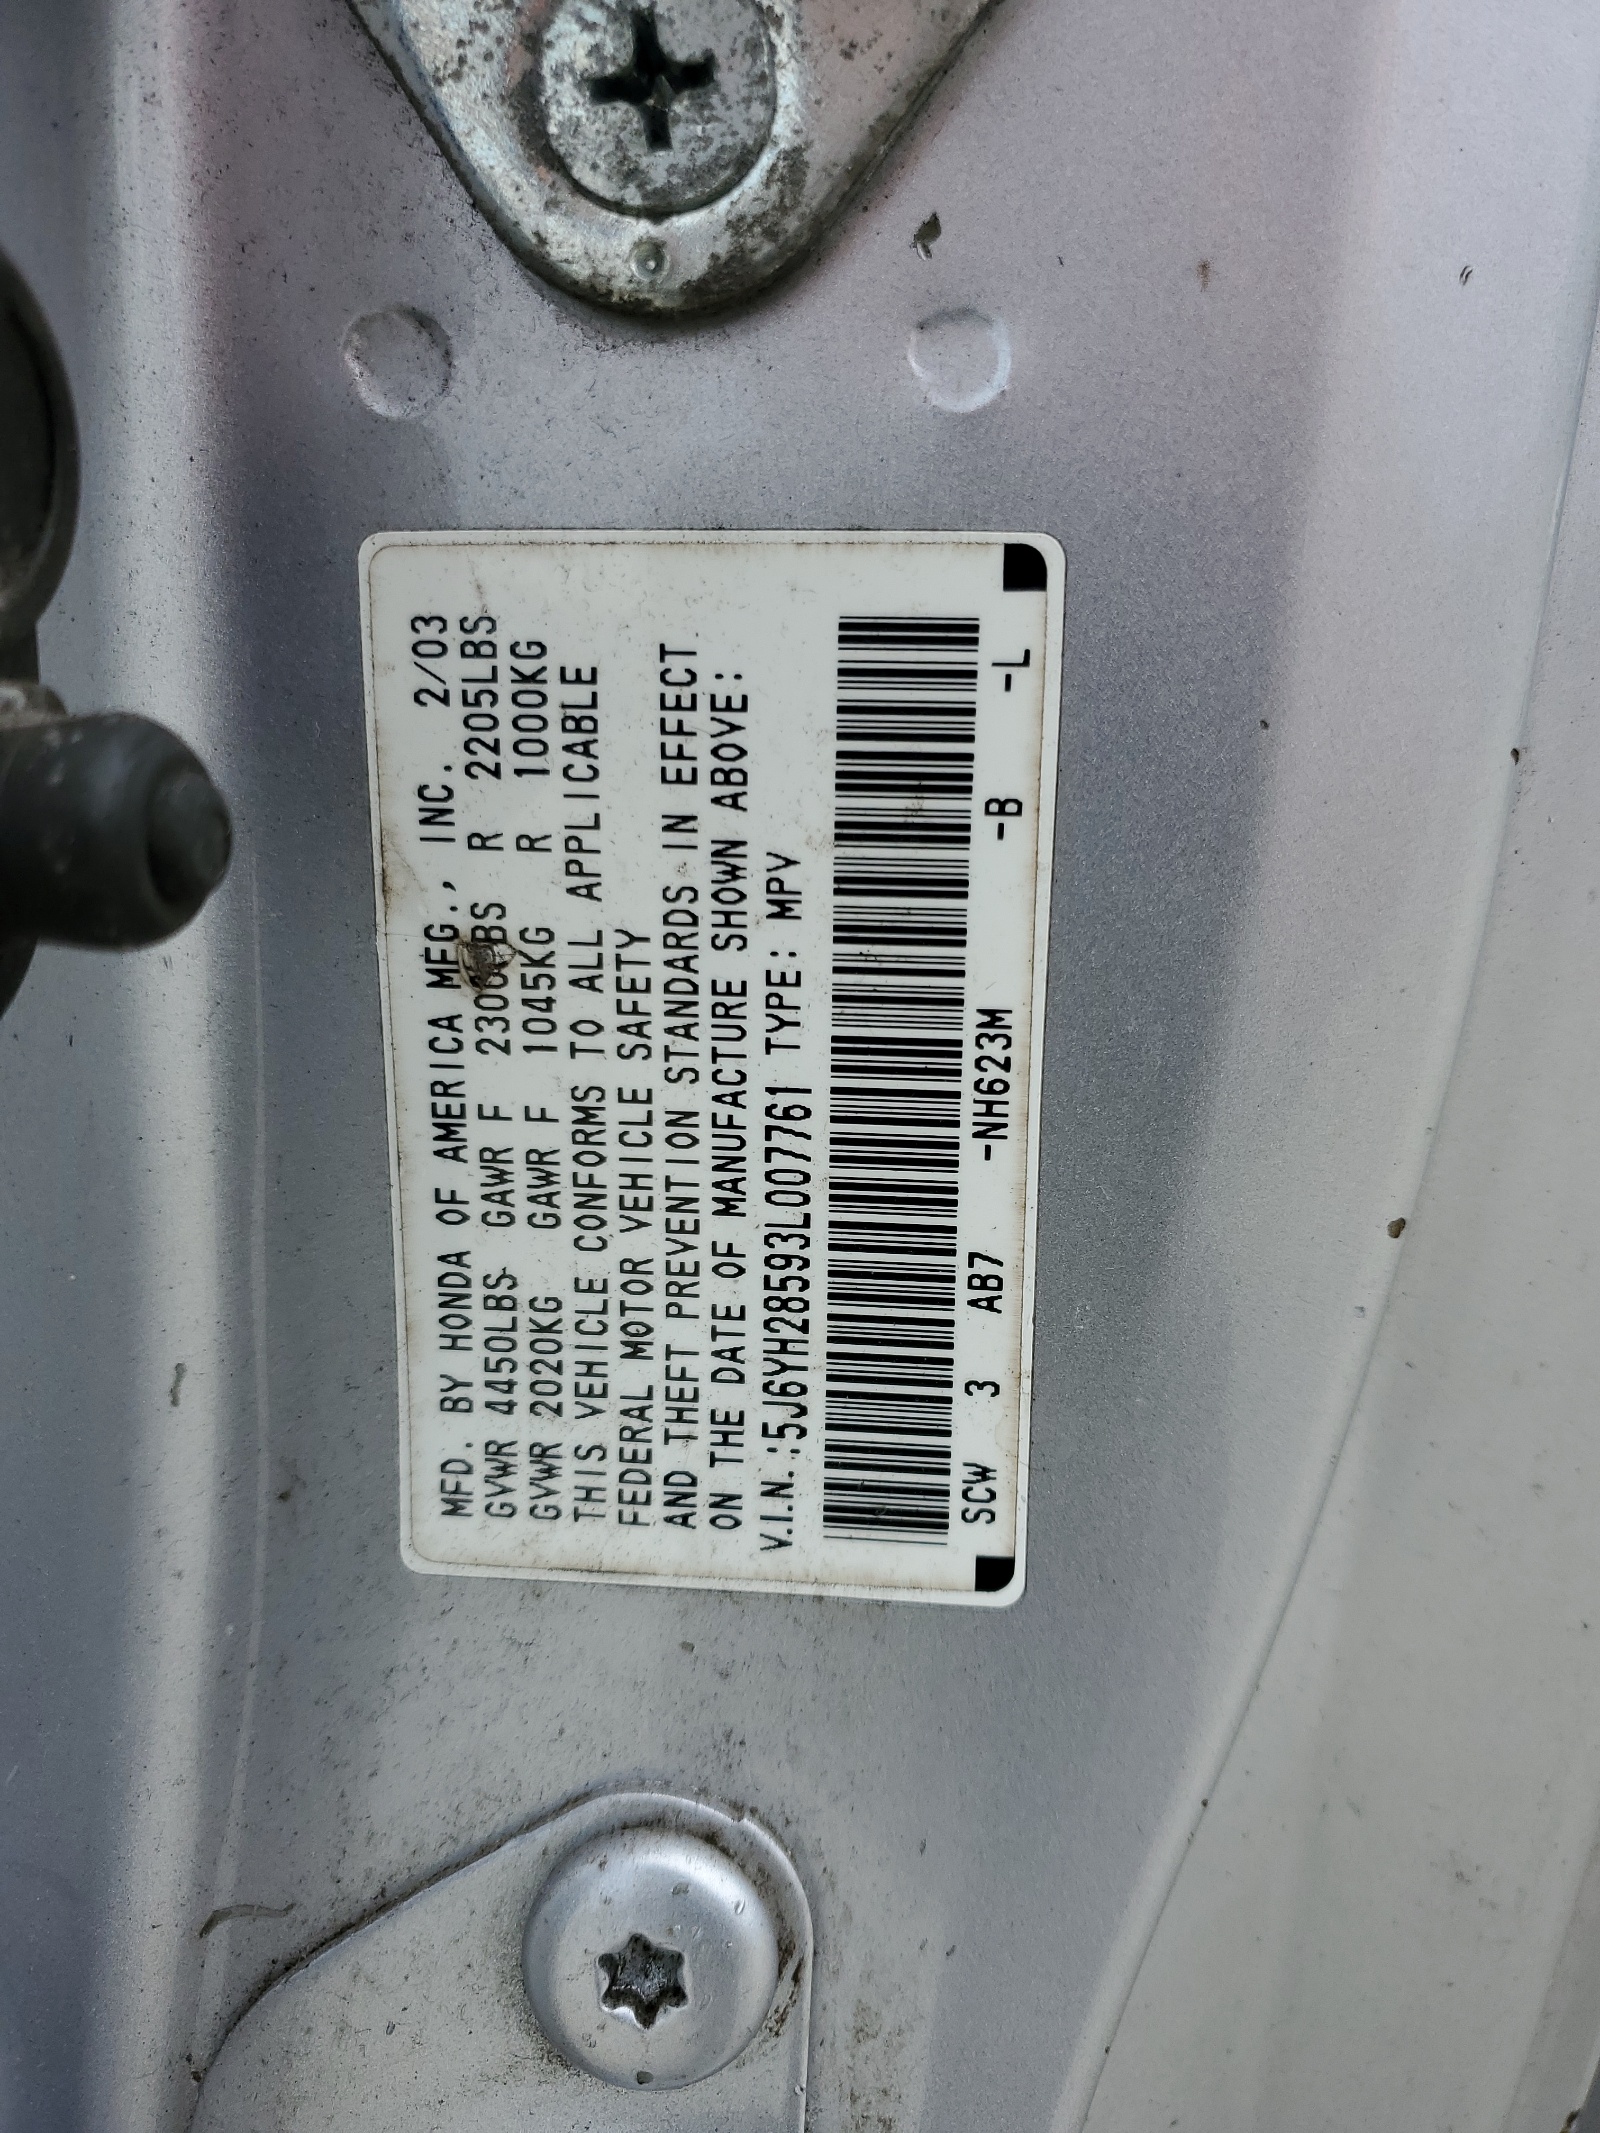 MFD. BY HONDA OF AMERICA MFG., INC. 2/03
GVWR 4450LBS GAWR F R 2205LBS
GVWR 2020KG GAWR F 1045KG R 1000KG
THIS VEHICLE CONFORMS TO ALL APPLICABLE
FEDERAL MOTOR VEHICLE SAFETY
AND THEFT PREVENTION STANDARDS IN EFFECT
ON THE DATE OF MANUFACTURE SHOWN ABOVE:
V.I.N.:5J6YH28593L007761 TYPE: MPV
SCW 3 AB7 -NH623M -B -L